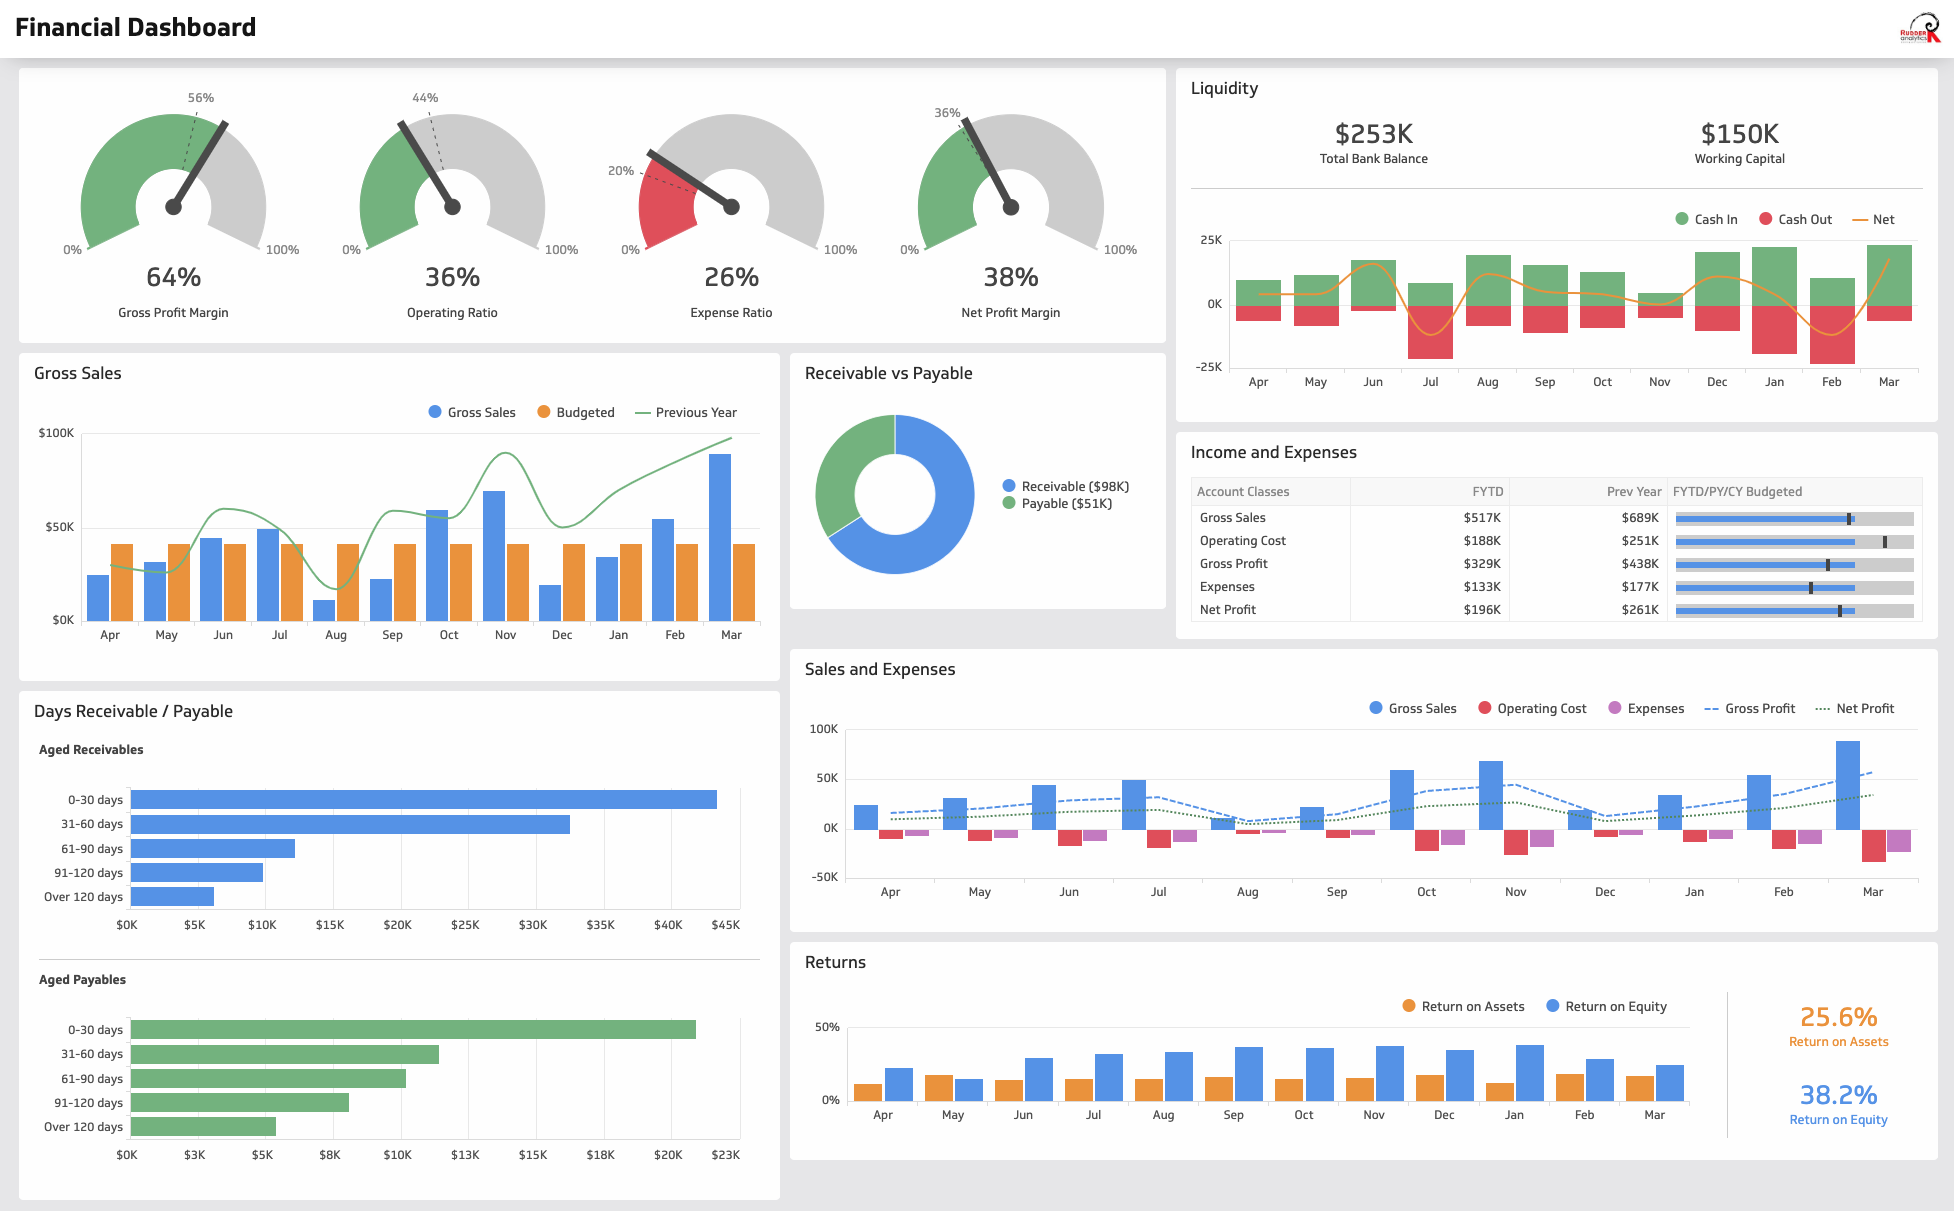 Financial Dashboard
RUDDER
analytics
56%
0%
100%
64%
Gross Profit Margin
44%
0%
100%
36%
Operating Ratio
20%
0%
100%
26%
Expense Ratio
36%
0%
100%
38%
Net Profit Margin
Liquidity
$253K
Total Bank Balance
$150K
Working Capital
Cash In Cash Out Net
25K
0K
-25K
Apr May Jun Jul Aug Sep Oct Nov Dec Jan Feb Mar
Gross Sales
Gross Sales Budgeted Previous Year
$100K
$50K
$0K
Apr May Jun Jul Aug Sep Oct Nov Dec Jan Feb Mar
Receivable vs Payable
Receivable ($98K)
Payable ($51K)
Income and Expenses
Account Classes FYTD Prev Year FYTD/PY/CY Budgeted
Gross Sales $517K $689K
Operating Cost $188K $251K
Gross Profit $329K $438K
Expenses $133K $177K
Net Profit $196K $261K
Days Receivable / Payable
Aged Receivables
0-30 days
31-60 days
61-90 days
91-120 days
Over 120 days
$0K $5K $10K $15K $20K $25K $30K $35K $40K $45K
Aged Payables
0-30 days
31-60 days
61-90 days
91-120 days
Over 120 days
$0K $3K $5K $8K $10K $13K $15K $18K $20K $23K
Sales and Expenses
Gross Sales Operating Cost Expenses Gross Profit Net Profit
100K
50K
0K
-50K
Apr May Jun Jul Aug Sep Oct Nov Dec Jan Feb Mar
Returns
Return on Assets Return on Equity
50%
0%
Apr May Jun Jul Aug Sep Oct Nov Dec Jan Feb Mar
25.6%
Return on Assets
38.2%
Return on Equity